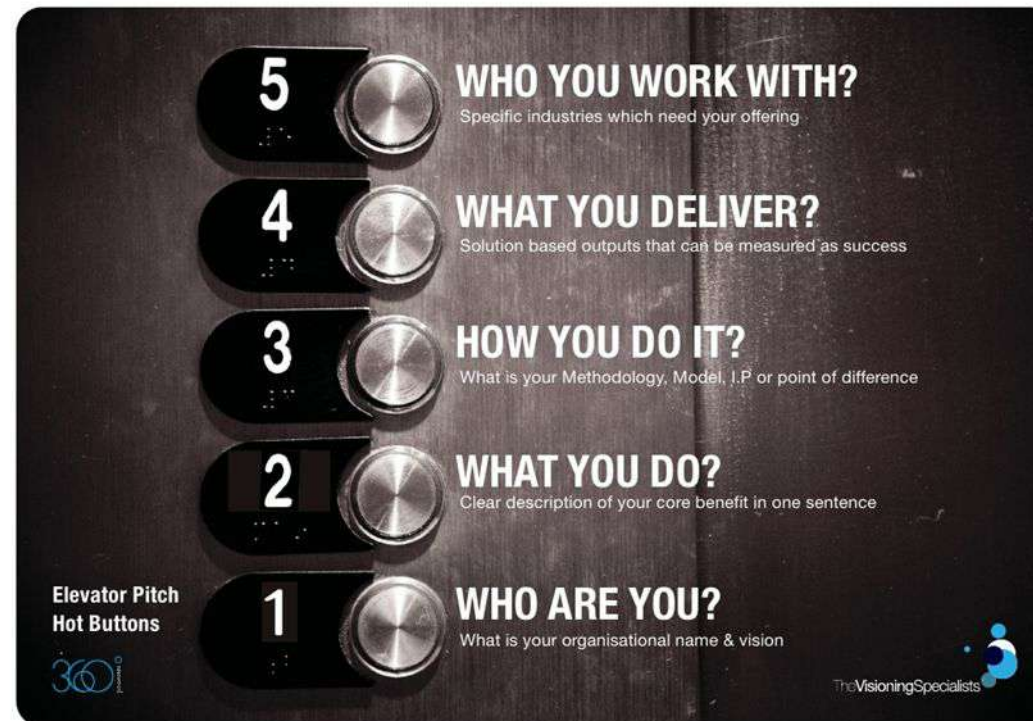 5
WHO YOU WORK WITH?
Specific industries which need your offering
4
WHAT YOU DELIVER?
Solution based outputs that can be measured as success
3
HOW YOU DO IT?
What is your Methodology, Model, I.P or point of difference
2
WHAT YOU DO?
Clear description of your core benefit in one sentence
1
WHO ARE YOU?
What is your organisational name & vision
Elevator Pitch
Hot Buttons
360°
TheVisioningSpecialists